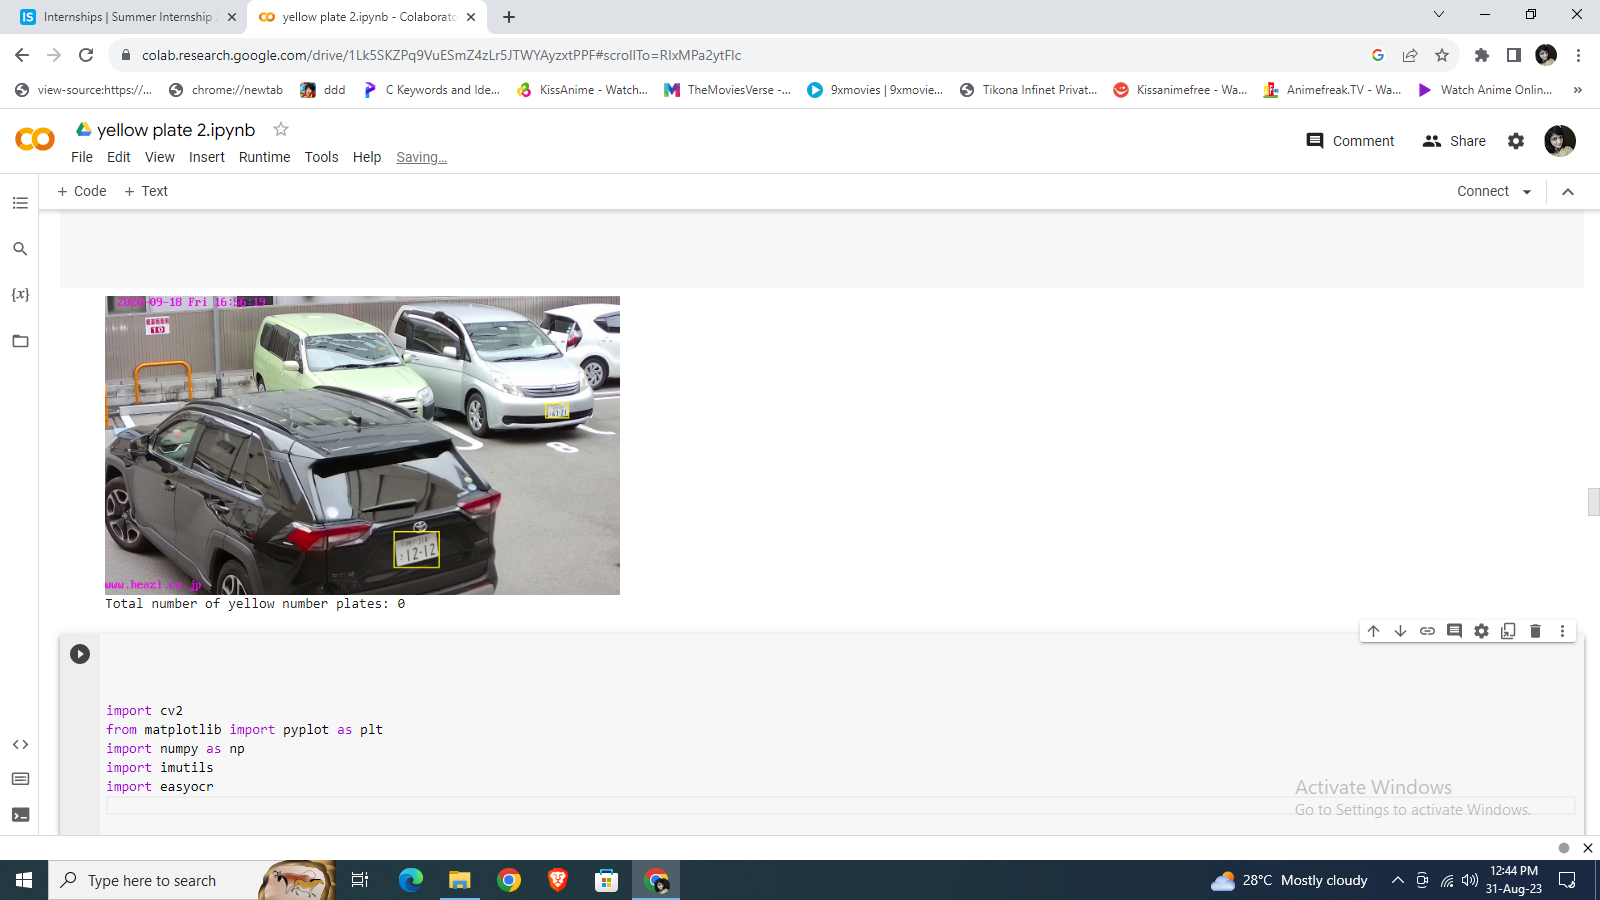 Internships | Summer Internship
yellow plate 2.ipynb - Colaborato
colab.research.google.com/drive/1Lk5SKZPq9VuESmZ4zLr5JTWYAyzxtPPF#scrollTo=RIxMPa2ytFlc
view-source:https://...
chrome://newtab
ddd
C Keywords and Ide...
KissAnime - Watch...
TheMoviesVerse -...
9xmovies | 9xmovie...
Tikona Infinet Privat...
Kissanimefree - Wa...
Animefreak.TV - Wa...
Watch Anime Onlin...
»
yellow plate 2.ipynb
Comment
Share
File Edit View Insert Runtime Tools Help Saving...
+ Code + Text
Connect
{x}
2020-09-18 Fri 16:56:19
10
41-21
8
12-12
www.heazl.co.jp
Total number of yellow number plates: 0
import cv2
from matplotlib import pyplot as plt
import numpy as np
import imutils
import easyocr
Activate Windows
Go to Settings to activate Windows.
Type here to search
28°C Mostly cloudy
12:44 PM
31-Aug-23